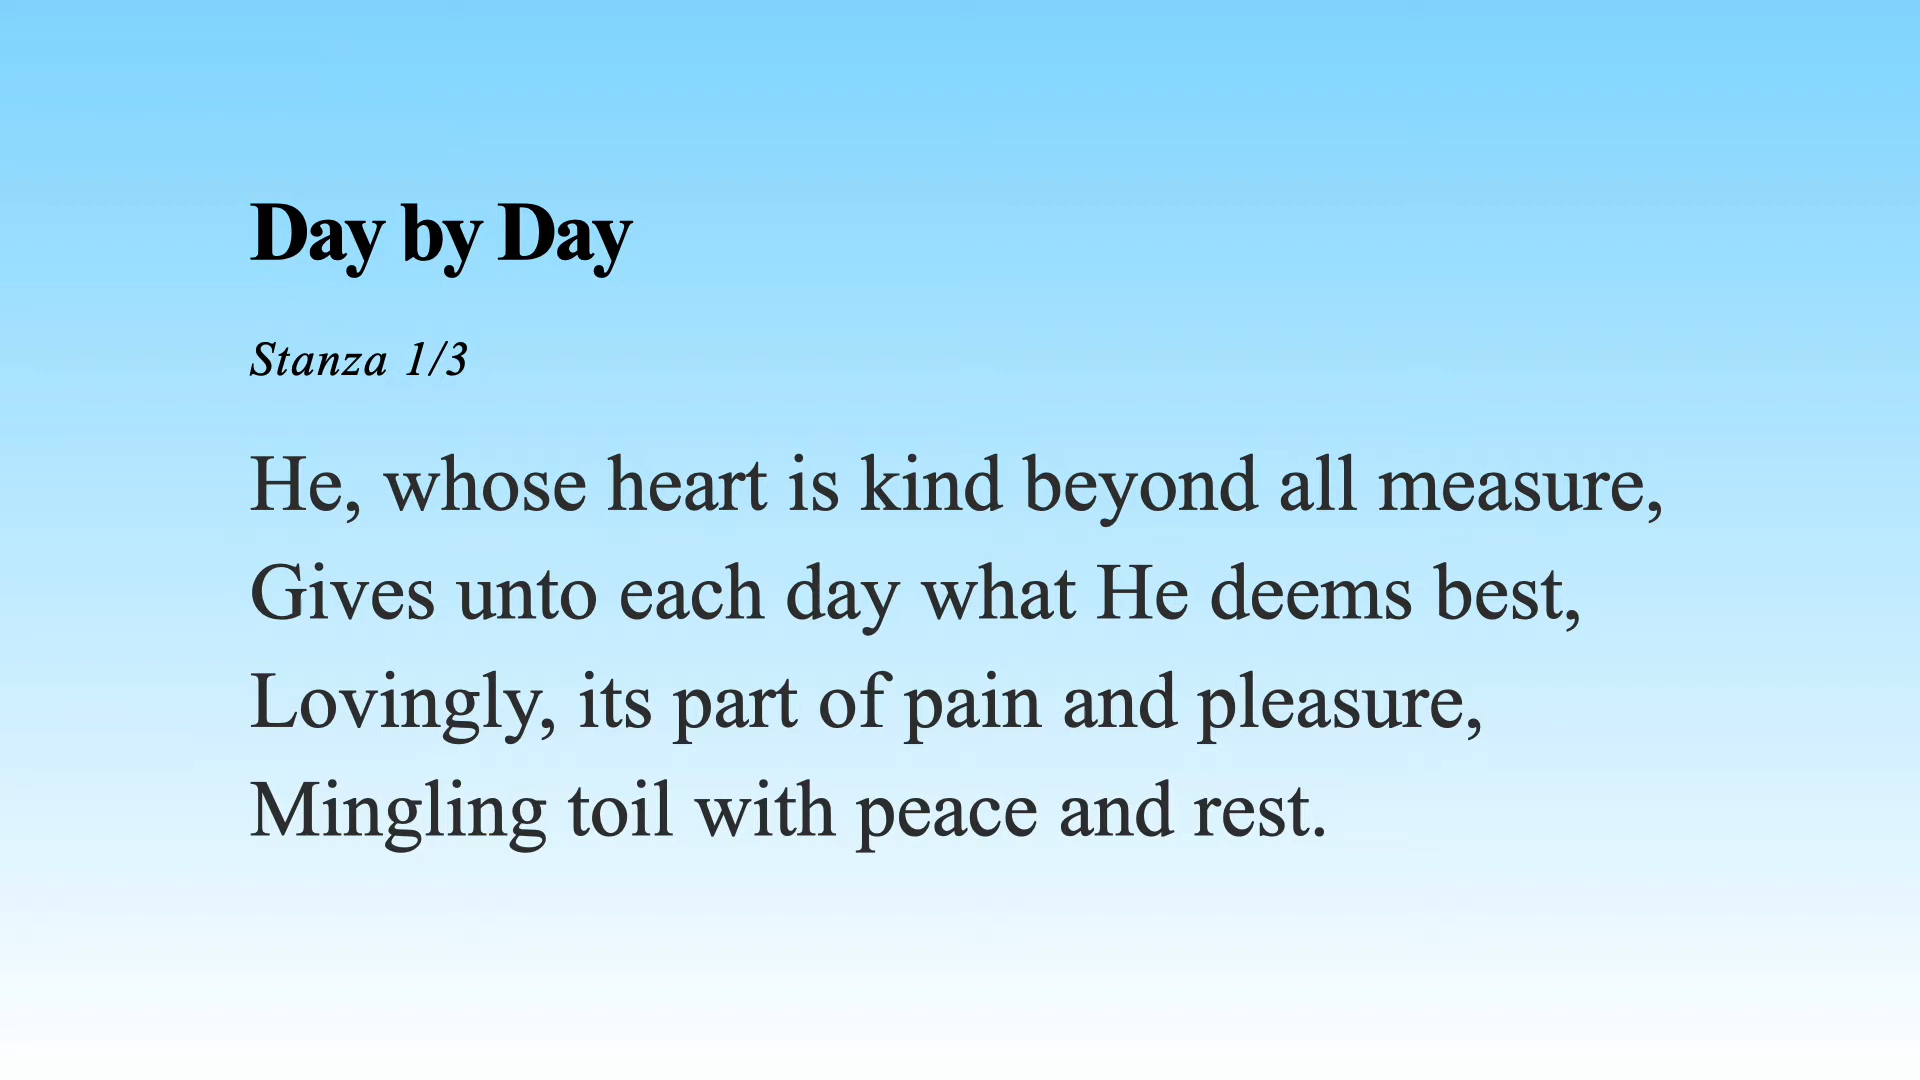 Day by Day
Stanza 1/3
He, whose heart is kind beyond all measure,
Gives unto each day what He deems best,
Lovingly, its part of pain and pleasure,
Mingling toil with peace and rest.